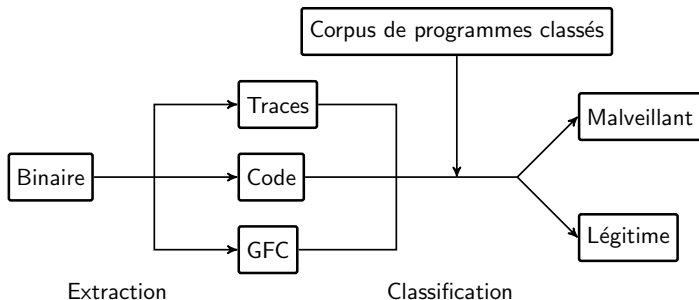 Corpus de programmes classés
Traces
Malveillant
Binaire
Code
Légitime
GFC
Extraction
Classification